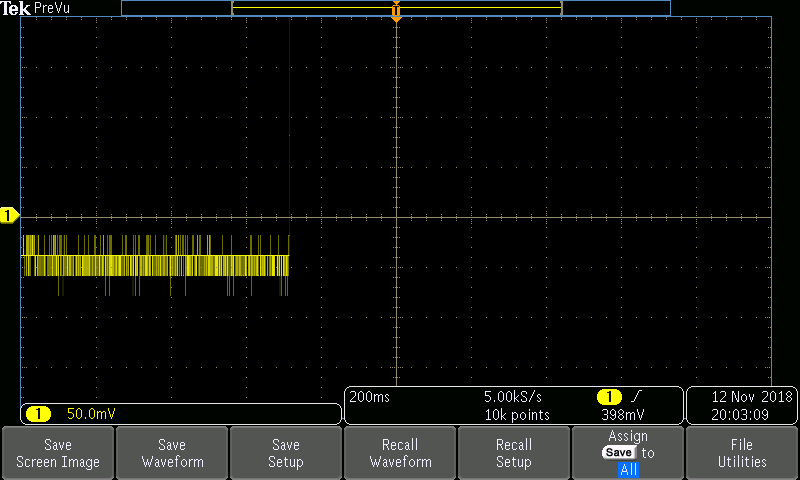 Tek PreVu
T
1
1 50.0mV
200ms 5.00kS/s 1
10k points 398mV
12 Nov 2018
20:03:09
Save
Screen Image
Save
Waveform
Save
Setup
Recall
Waveform
Recall
Setup
Assign
Save to
All
File
Utilities